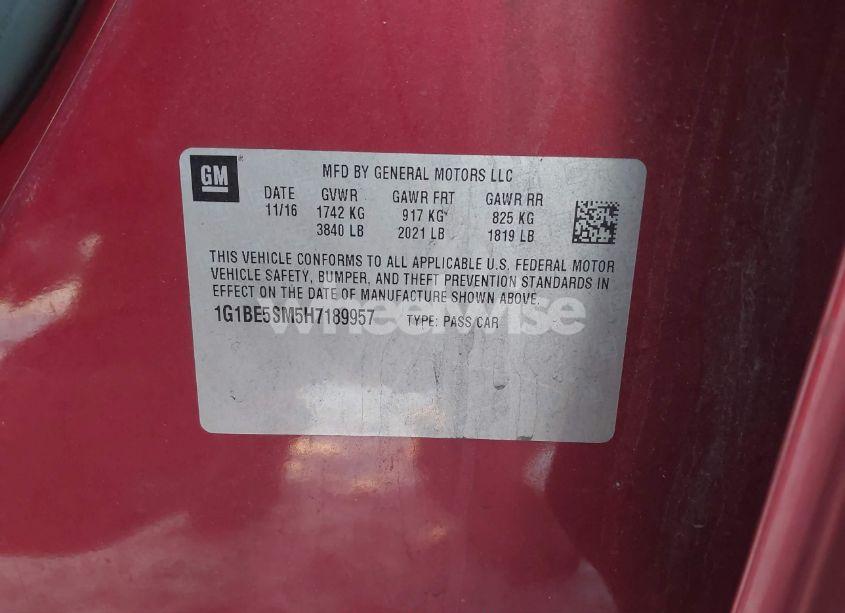 GM
MFD BY GENERAL MOTORS LLC
DATE GVWR GAWR FRT GAWR RR
11/16 1742 KG 917 KG 825 KG
3840 LB 2021 LB 1819 LB
THIS VEHICLE CONFORMS TO ALL APPLICABLE U.S. FEDERAL MOTOR
VEHICLE SAFETY, BUMPER, AND THEFT PREVENTION STANDARDS IN
EFFECT ON THE DATE OF MANUFACTURE SHOWN ABOVE.
wheelwise
1G1BE5SM5H7189957 TYPE: PASS CAR